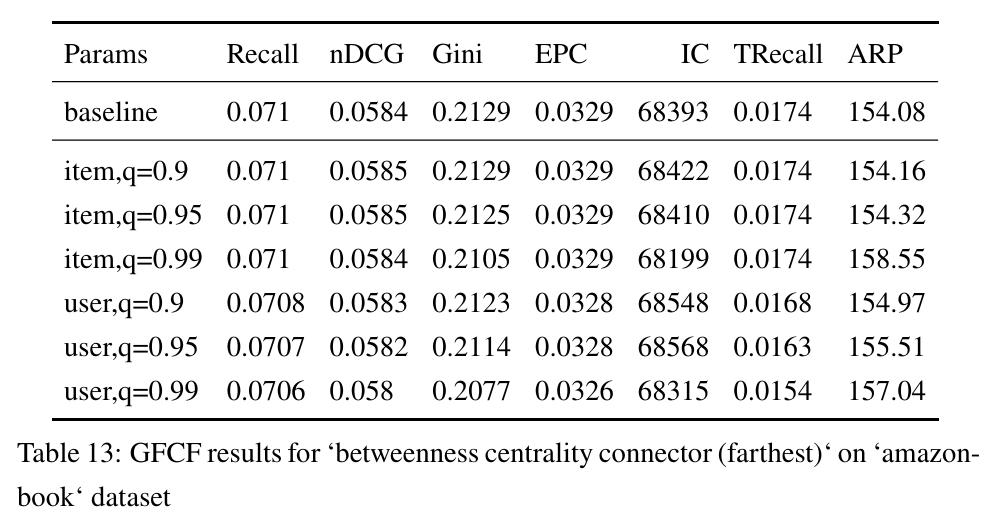 Params Recall nDCG Gini EPC IC TRecall ARP
baseline 0.071 0.0584 0.2129 0.0329 68393 0.0174 154.08
item,q=0.9 0.071 0.0585 0.2129 0.0329 68422 0.0174 154.16
item,q=0.95 0.071 0.0585 0.2125 0.0329 68410 0.0174 154.32
item,q=0.99 0.071 0.0584 0.2105 0.0329 68199 0.0174 158.55
user,q=0.9 0.0708 0.0583 0.2123 0.0328 68548 0.0168 154.97
user,q=0.95 0.0707 0.0582 0.2114 0.0328 68568 0.0163 155.51
user,q=0.99 0.0706 0.058 0.2077 0.0326 68315 0.0154 157.04
Table 13: GFCF results for ‘betweenness centrality connector (farthest)‘ on ‘amazon-
book‘ dataset